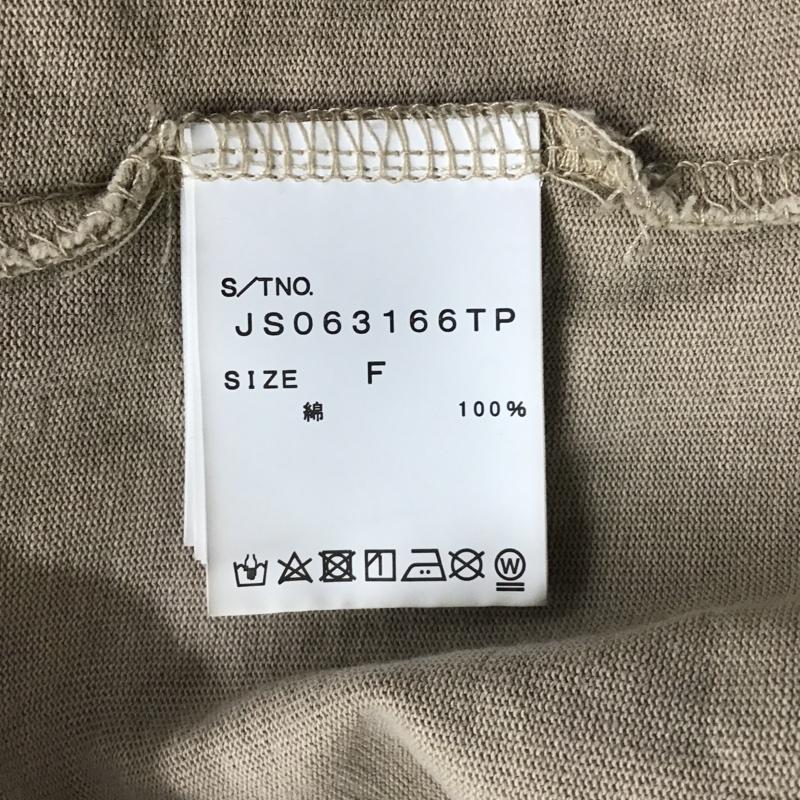 S/TNO.
JS063166TP
SIZE F
綿 100%
W